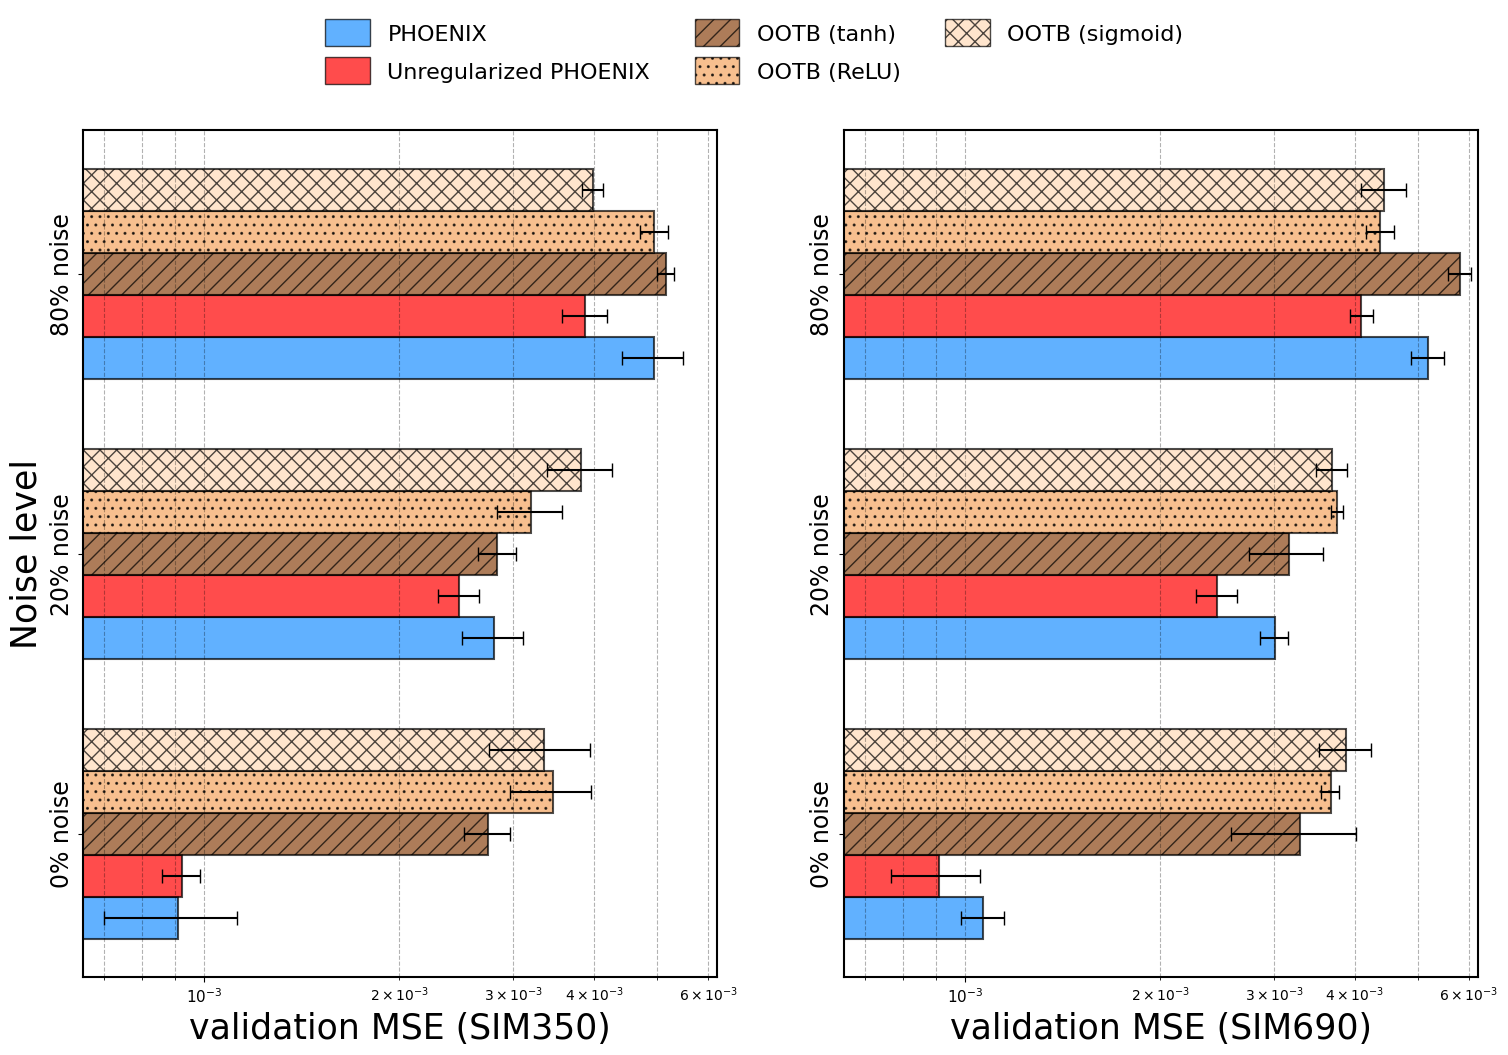 PHOENIX
Unregularized PHOENIX
OOTB (tanh)
OOTB (ReLU)
OOTB (sigmoid)
Noise level
80% noise
20% noise
0% noise
10⁻³
2 × 10⁻³
3 × 10⁻³
4 × 10⁻³
6 × 10⁻³
validation MSE (SIM350)
80% noise
20% noise
0% noise
10⁻³
2 × 10⁻³
3 × 10⁻³
4 × 10⁻³
6 × 10⁻³
validation MSE (SIM690)